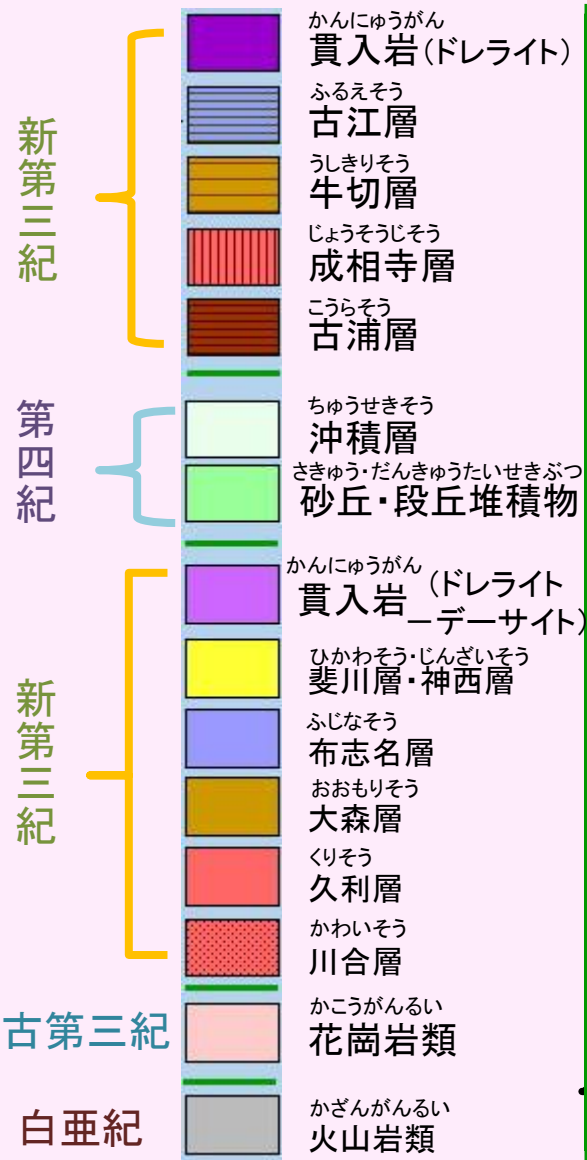 新第三紀
かんにゅうがん
貫入岩(ドレライト)
ふるえそう
古江層
うしきりそう
牛切層
じょうそうじそう
成相寺層
こうらそう
古浦層
第四紀
ちゅうせきそう
沖積層
さきゅう・だんきゅうたいせきぶつ
砂丘・段丘堆積物
新第三紀
かんにゅうがん
貫入岩(ドレライト
ーデーサイト)
ひかわそう・じんざいそう
斐川層・神西層
ふじなそう
布志名層
おおもりそう
大森層
くりそう
久利層
かわいそう
川合層
古第三紀
かこうがんるい
花崗岩類
白亜紀
かざんがんるい
火山岩類